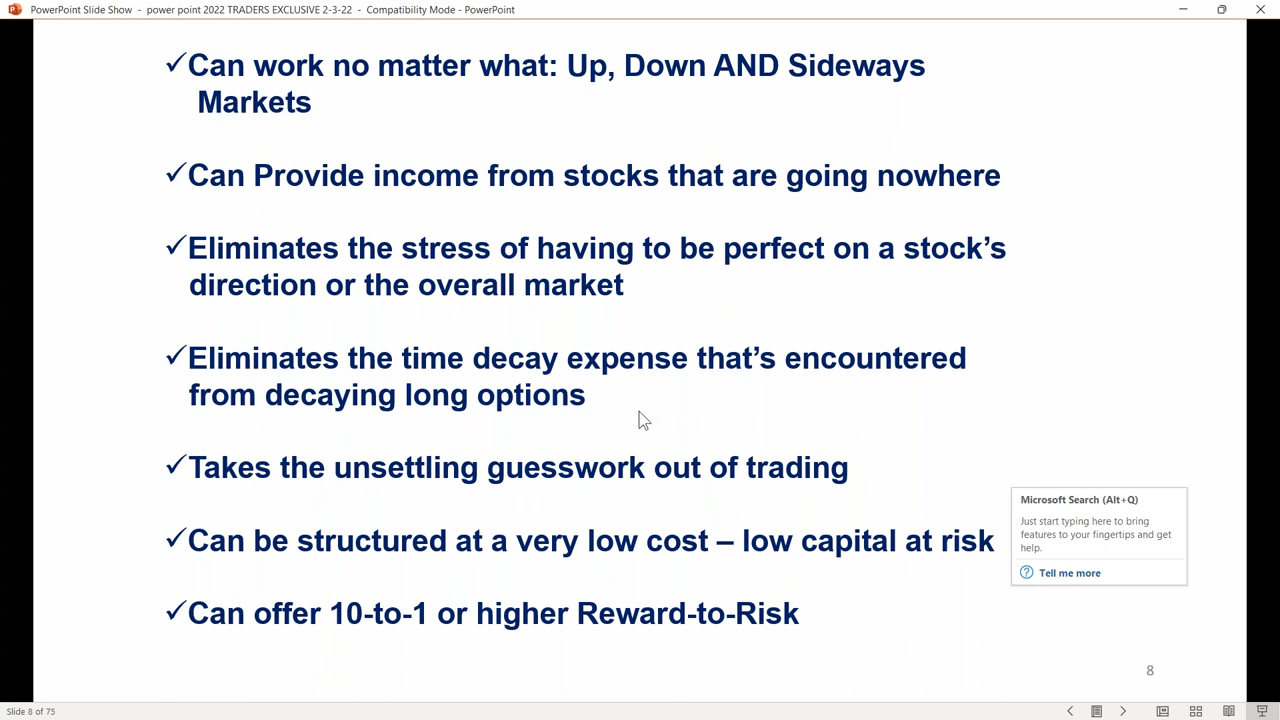 PowerPoint Slide Show - power point 2022 TRADERS EXCLUSIVE 2-3-22 - Compatibility Mode - PowerPoint
✓Can work no matter what: Up, Down AND Sideways
Markets
✓Can Provide income from stocks that are going nowhere
✓Eliminates the stress of having to be perfect on a stock’s
direction or the overall market
✓Eliminates the time decay expense that’s encountered
from decaying long options
✓Takes the unsettling guesswork out of trading
✓Can be structured at a very low cost – low capital at risk
✓Can offer 10-to-1 or higher Reward-to-Risk
Microsoft Search (Alt+Q)
Just start typing here to bring
features to your fingertips and get
help.
Tell me more
8
Slide 8 of 75